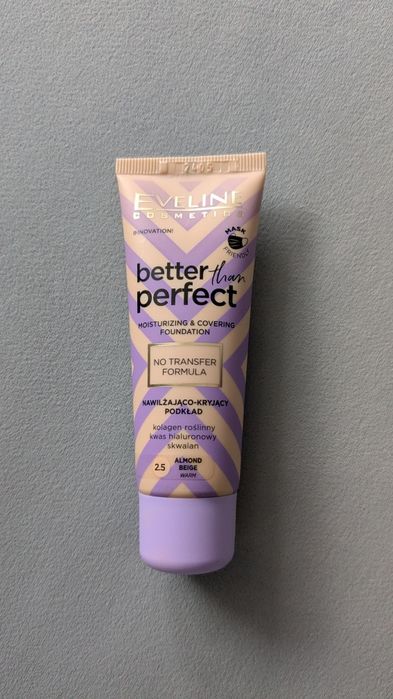 EVELINE
COSMETICS
INNOVATION!
MASK
FRIENDLY
better than
perfect
MOISTURIZING & COVERING
FOUNDATION
NO TRANSFER
FORMULA
NAWILŻAJĄCO-KRYJĄCY
PODKŁAD
kolagen roślinny
kwas hialuronowy
skwalan
2.5 ALMOND
BEIGE
WARM